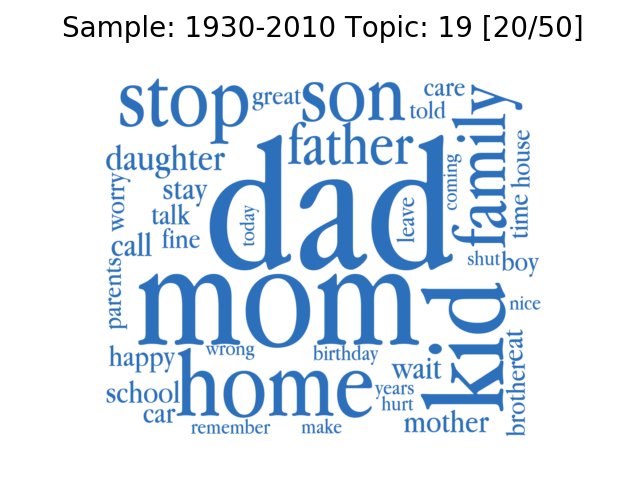 Sample: 1930-2010 Topic: 19 [20/50]
stop
great
son
care
told
family
father
daughter
dad
coming
time
house
worry
stay
talk
today
leave
call
fine
shut
boy
parents
mom
kid
nice
happy
wrong
birthday
wait
eat
brother
school
home
years
hurt
car
remember
make
mother